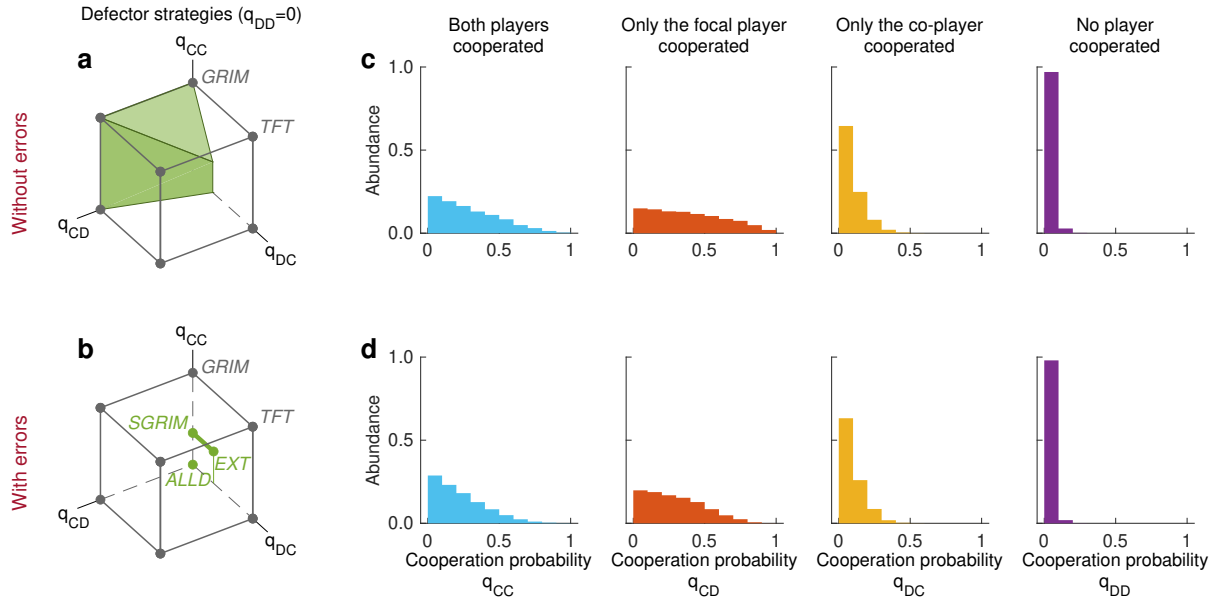 Defector strategies (qDD=0)
Both players
cooperated
Only the focal player
cooperated
Only the co-player
cooperated
No player
cooperated
Without errors
a
qCC
GRIM
TFT
qCD
qDC
c
Abundance
1.0
0.5
0.0
0
0.5
1
0
0.5
1
0
0.5
1
0
0.5
1
With errors
b
qCC
GRIM
TFT
SGRIM
EXT
ALLD
qCD
qDC
d
Abundance
1.0
0.5
0.0
0
0.5
1
0
0.5
1
0
0.5
1
0
0.5
1
Cooperation probability
qCC
Cooperation probability
qCD
Cooperation probability
qDC
Cooperation probability
qDD